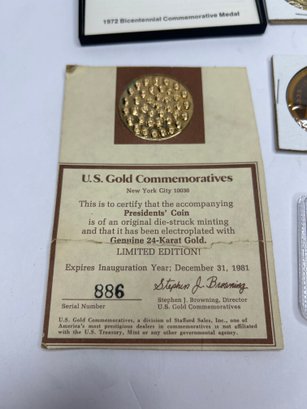 1972 Bicentennial Commemorative Medal
U.S. Gold Commemoratives
New York City 10038
This is to certify that the accompanying
Presidents' Coin
is of an original die-struck minting
and that it has been electroplated with
Genuine 24-Karat Gold.
LIMITED EDITION!
Expires Inauguration Year; December 31, 1981
886
Serial Number
Stephen J. Browning
Stephen J. Browning, Director
U.S. Gold Commemoratives
U.S. Gold Commemoratives, a division of Stafford Sales, Inc., one of
America's most prestigious dealers in commemoratives is not affiliated
with the U.S. Treasury, Mint or any other governmental agency.